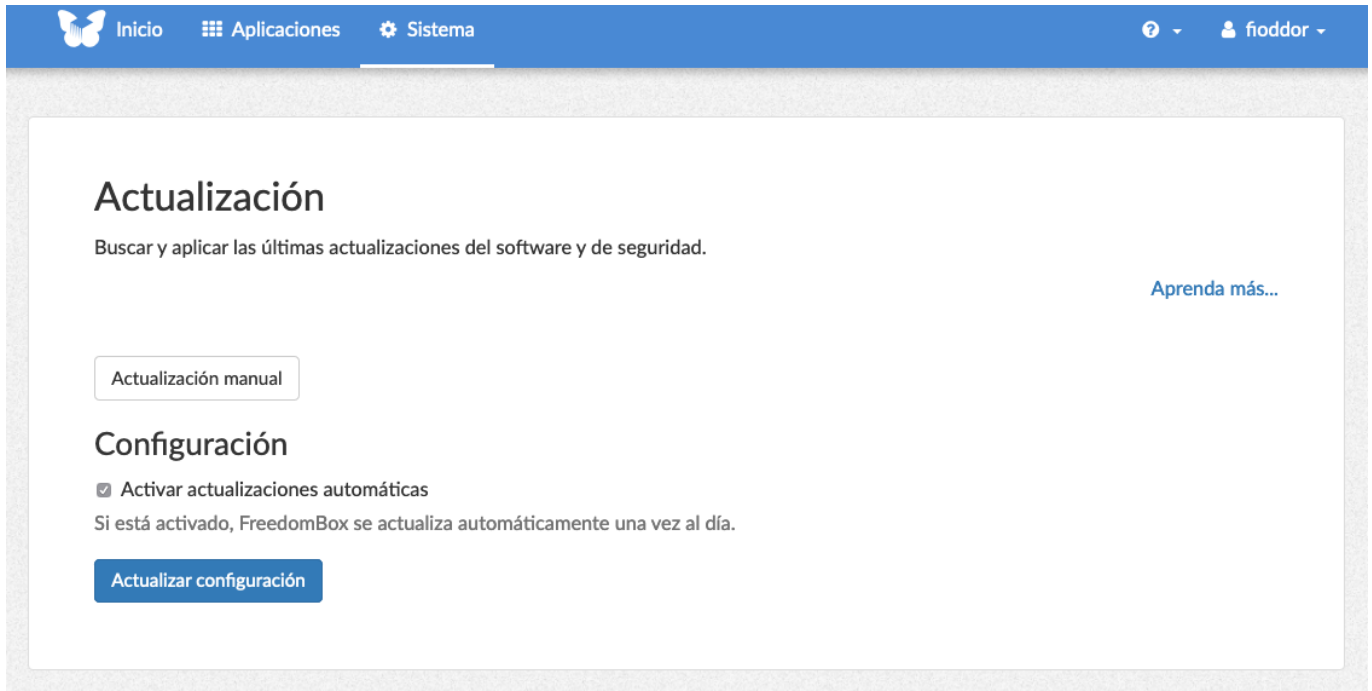 Inicio Aplicaciones Sistema fioddor
Actualización
Buscar y aplicar las últimas actualizaciones del software y de seguridad.
Aprenda más...
Actualización manual
Configuración
Activar actualizaciones automáticas
Si está activado, FreedomBox se actualiza automáticamente una vez al día.
Actualizar configuración